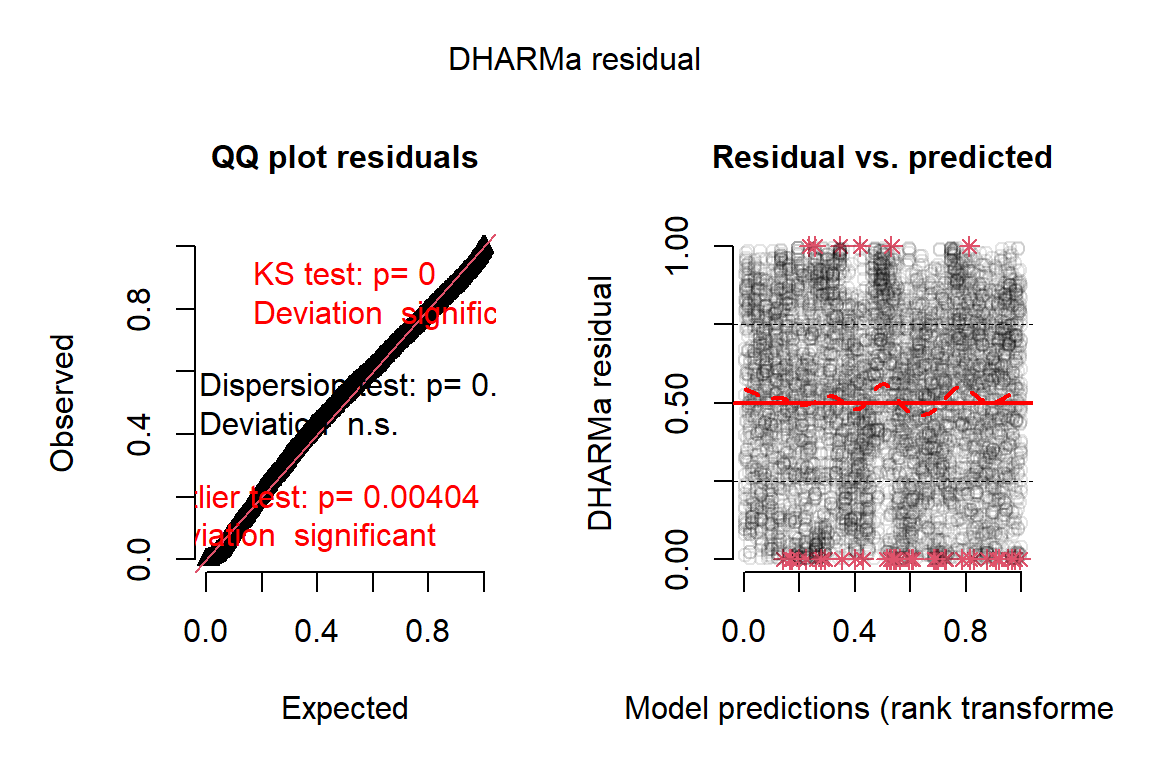 DHARMa residual
QQ plot residuals
KS test: p= 0
Deviation signific
Dispersion test: p= 0.
Deviation n.s.
lier test: p= 0.00404
viation significant
Observed
0.0
0.4
0.8
0.0
0.4
0.8
Expected
Residual vs. predicted
DHARMa residual
0.00
0.50
1.00
0.0
0.4
0.8
Model predictions (rank transforme